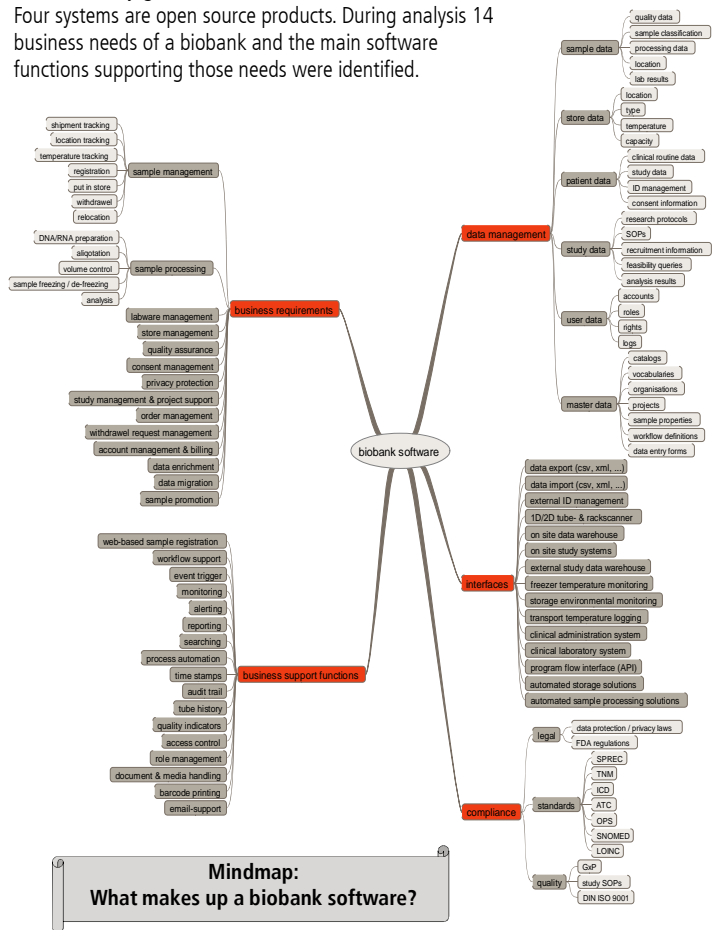 Four systems are open source products. During analysis 14
business needs of a biobank and the main software
functions supporting those needs were identified.
biobank software
business requirements
sample management
shipment tracking
location tracking
temperature tracking
registration
put in store
withdrawel
relocation
sample processing
DNA/RNA preparation
aliqotation
volume control
sample freezing / de-freezing
analysis
labware management
store management
quality assurance
consent management
privacy protection
study management & project support
order management
withdrawel request management
account management & billing
data enrichment
data migration
sample promotion
business support functions
web-based sample registration
workflow support
event trigger
monitoring
alerting
reporting
searching
process automation
time stamps
audit trail
tube history
quality indicators
access control
role management
document & media handling
barcode printing
email-support
data management
sample data
quality data
sample classification
processing data
location
lab results
store data
location
type
temperature
capacity
patient data
clinical routine data
study data
ID management
consent information
study data
research protocols
SOPs
recruitment information
feasibility queries
analysis results
user data
accounts
roles
rights
logs
master data
catalogs
vocabularies
organisations
projects
sample properties
workflow definitions
data entry forms
interfaces
data export (csv, xml, ...)
data import (csv, xml, ...)
external ID management
1D/2D tube- & rackscanner
on site data warehouse
on site study systems
external study data warehouse
freezer temperature monitoring
storage environmental monitoring
transport temperature logging
clinical administration system
clinical laboratory system
program flow interface (API)
automated storage solutions
automated sample processing solutions
compliance
legal
data protection / privacy laws
FDA regulations
standards
SPREC
TNM
ICD
ATC
OPS
SNOMED
LOINC
quality
GxP
study SOPs
DIN ISO 9001
Mindmap:
What makes up a biobank software?